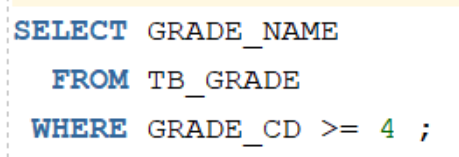 SELECT GRADE_NAME
FROM TB_GRADE
WHERE GRADE_CD >= 4 ;